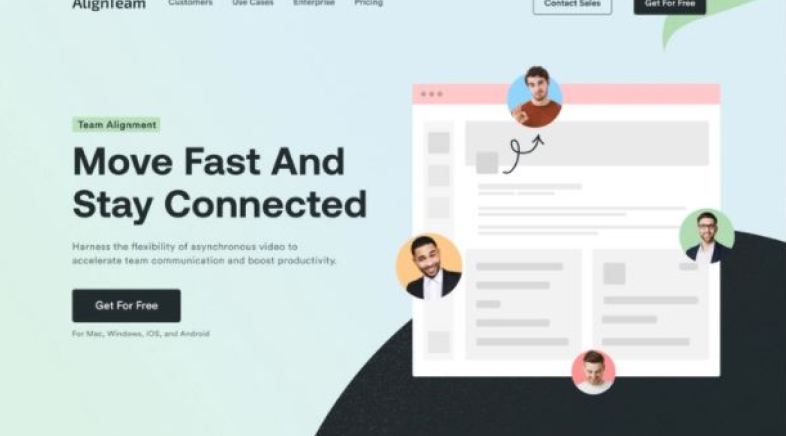 AlignTeam
Customers
Use Cases
Enterprise
Pricing
Contact Sales
Get For Free
Team Alignment
Move Fast And
Stay Connected
Harness the flexibility of asynchronous video to
accelerate team communication and boost productivity.
Get For Free
For Mac, Windows, iOS, and Android